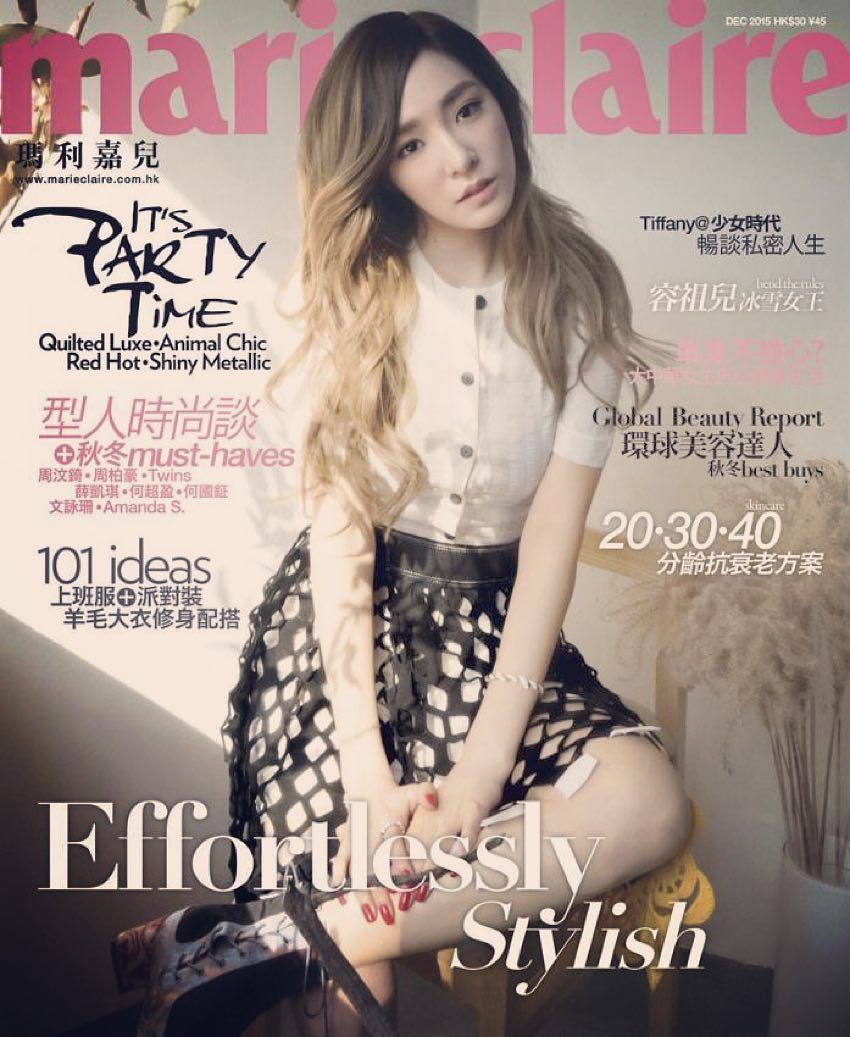 DEC 2015 HK$30 ¥45
marie claire
瑪利嘉兒
www.marieclaire.com.hk
IT'S
PARTY
TIME
Quilted Luxe•Animal Chic
Red Hot•Shiny Metallic
型人時尚談
+秋冬must-haves
周汶錡•周柏豪•Twins
薛凱琪•何超盈•何國鉦
文詠珊•Amanda S.
101 ideas
上班服+派對裝
羊毛大衣修身配搭
Tiffany@少女時代
暢談私密人生
bend the rules
容祖兒冰雪女王
單身不擔心?
Global Beauty Report
環球美容達人
秋冬best buys
skincare
20•30•40
分齡抗衰老方案
Effortlessly
Stylish